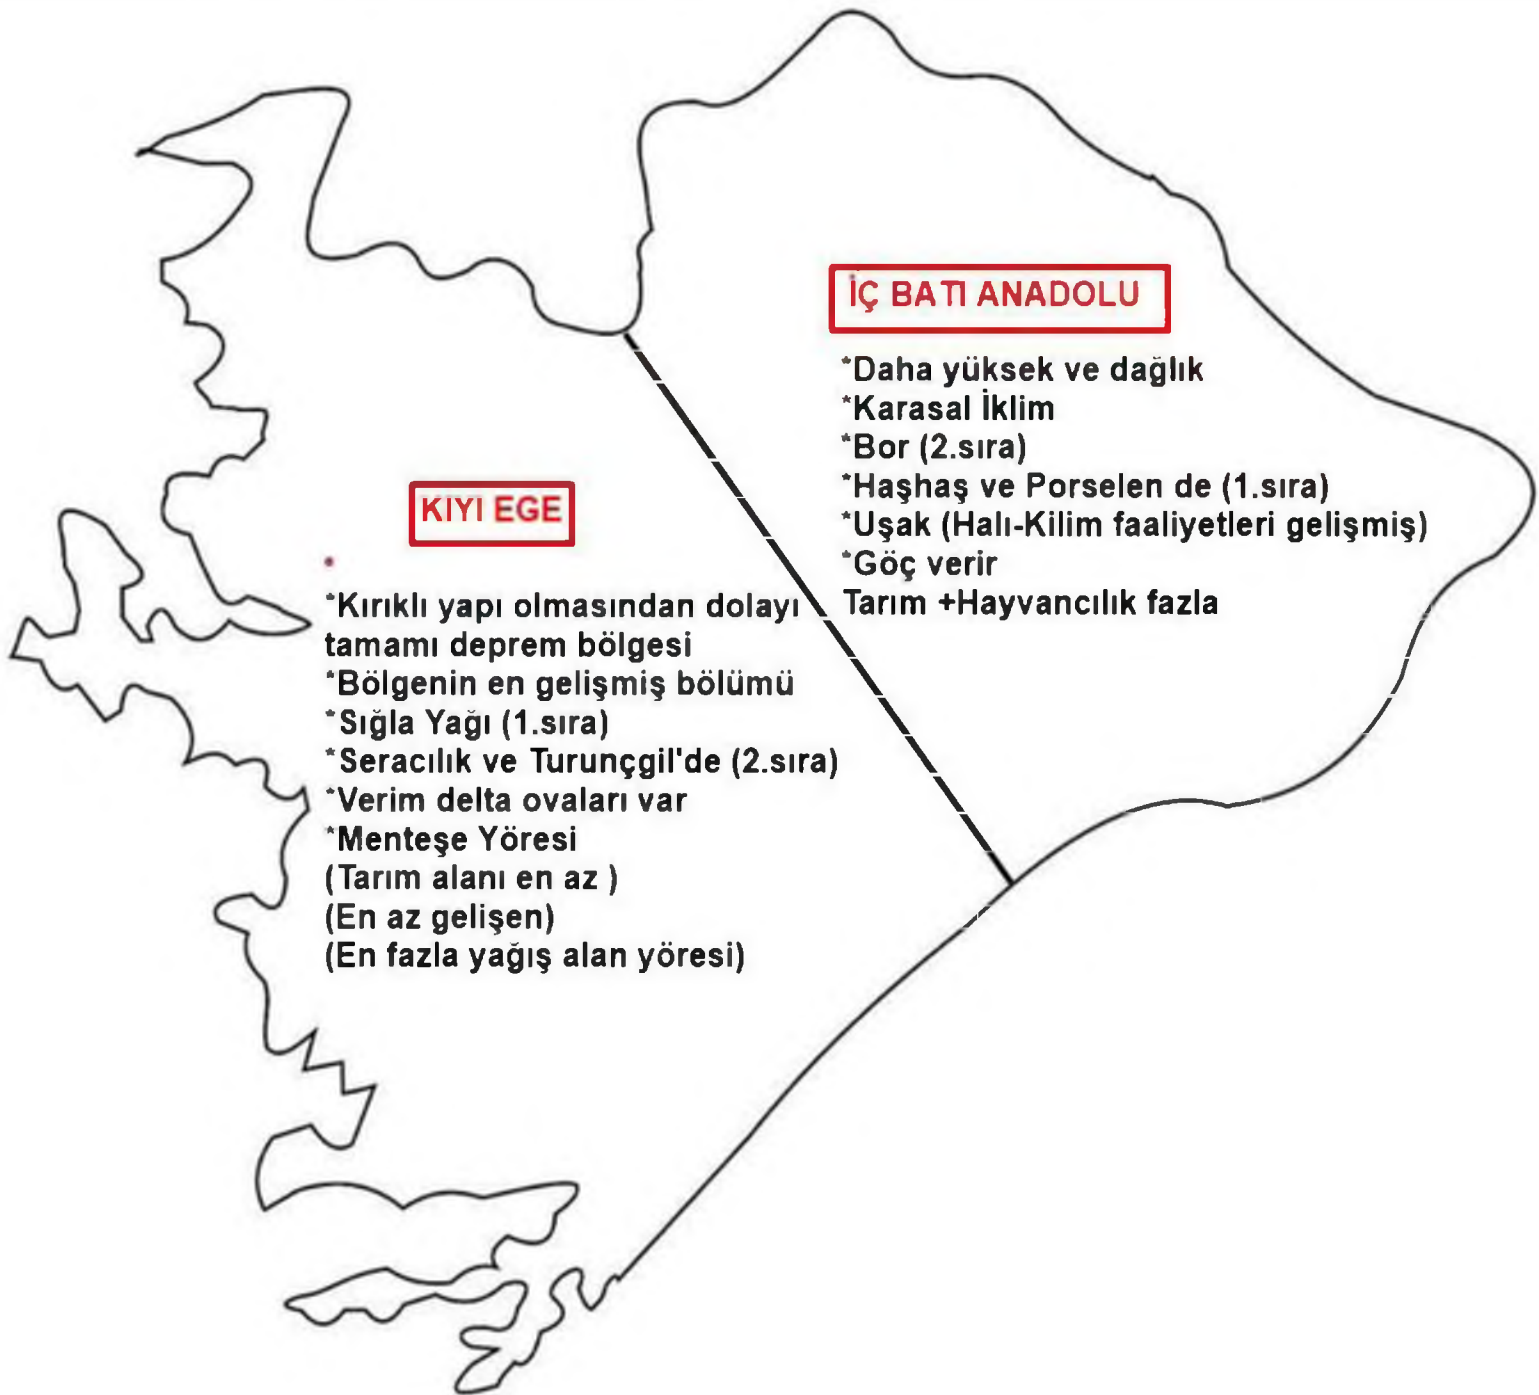 İÇ BATI ANADOLU
*Daha yüksek ve dağlık
*Karasal İklim
*Bor (2.sıra)
*Haşhaş ve Porselen de (1.sıra)
*Uşak (Halı-Kilim faaliyetleri gelişmiş)
*Göç verir
Tarım +Hayvancılık fazla
KIYI EGE
*Kırıklı yapı olmasından dolayı
tamamı deprem bölgesi
*Bölgenin en gelişmiş bölümü
*Sığla Yağı (1.sıra)
*Seracılık ve Turunçgil'de (2.sıra)
*Verim delta ovaları var
*Menteşe Yöresi
(Tarım alanı en az )
(En az gelişen)
(En fazla yağış alan yöresi)